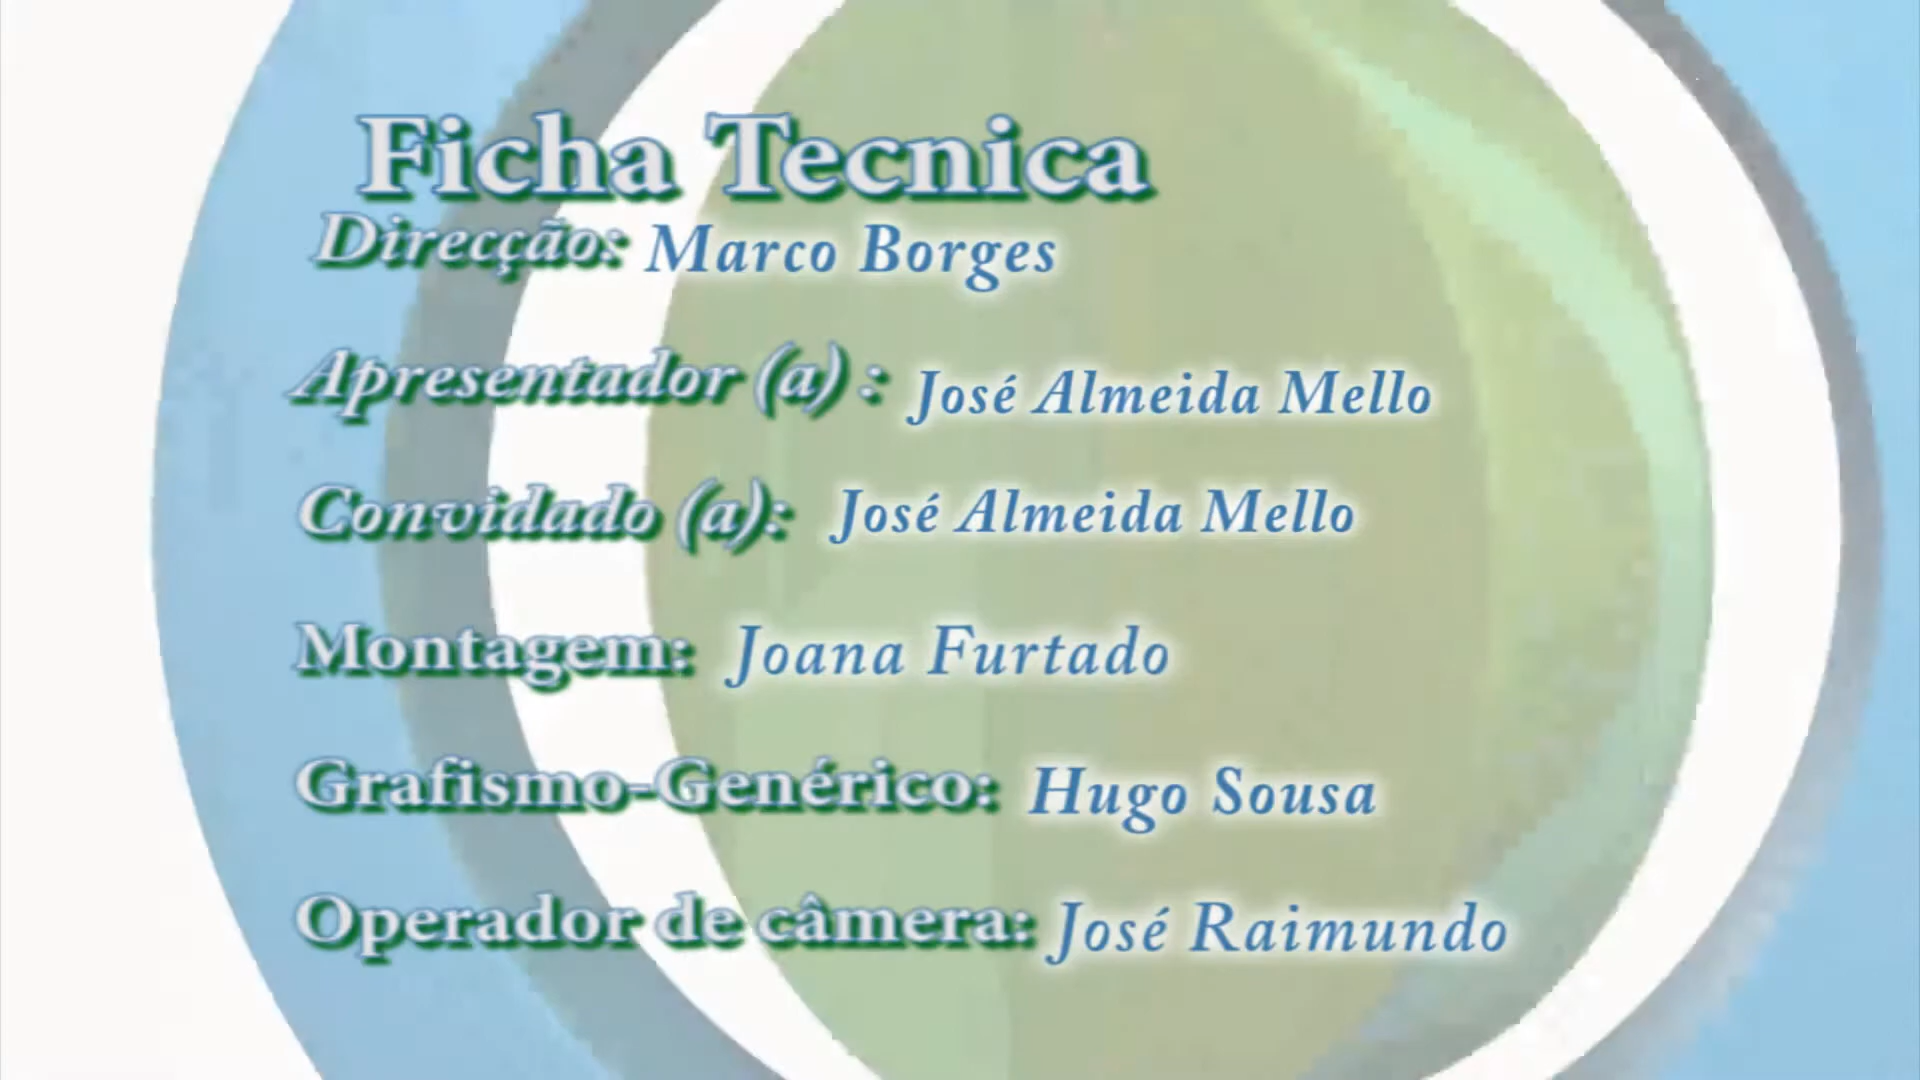 Ficha Tecnica
Direcção: Marco Borges
Apresentador (a) : José Almeida Mello
Convidado (a): José Almeida Mello
Montagem: Joana Furtado
Grafismo-Genérico: Hugo Sousa
Operador de câmera: José Raimundo